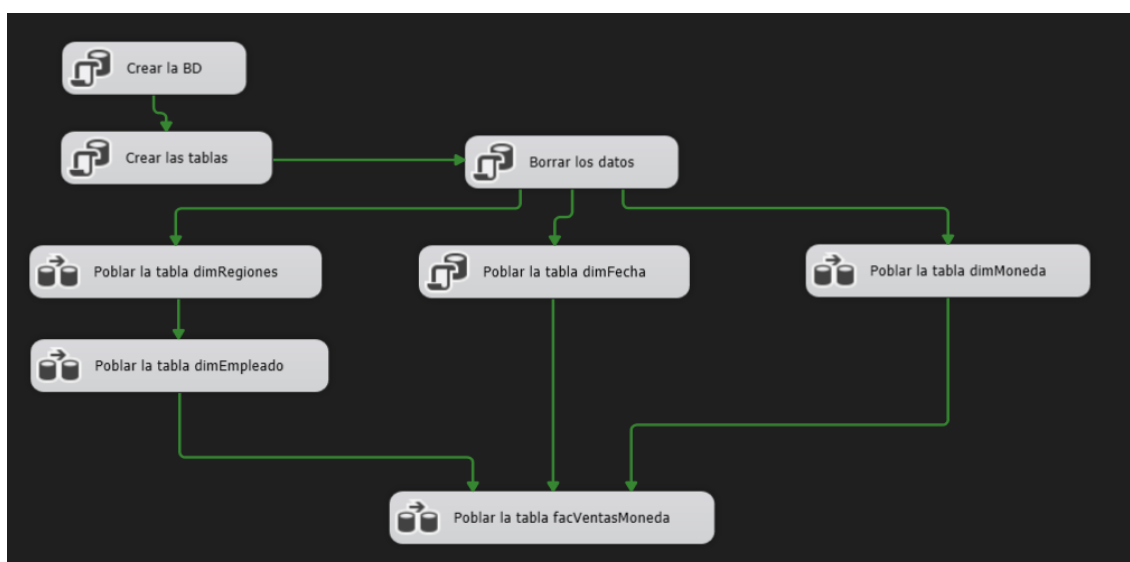 Crear la BD
Crear las tablas
Borrar los datos
Poblar la tabla dimRegiones
Poblar la tabla dimFecha
Poblar la tabla dimMoneda
Poblar la tabla dimEmpleado
Poblar la tabla facVentasMoneda